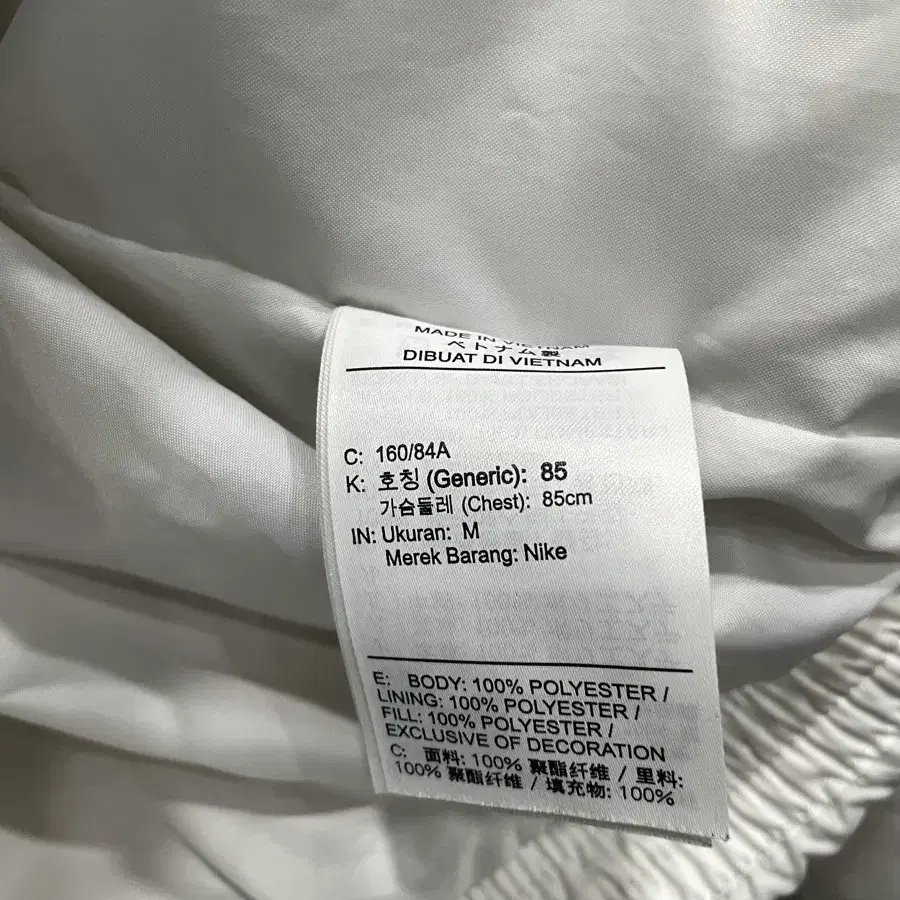 MADE IN VIETNAM
ベトナム製
DIBUAT DI VIETNAM
C: 160/84A
K: 호칭 (Generic): 85
가슴둘레 (Chest): 85cm
IN: Ukuran: M
Merek Barang: Nike
E: BODY: 100% POLYESTER /
LINING: 100% POLYESTER /
FILL: 100% POLYESTER /
EXCLUSIVE OF DECORATION
C: 面料: 100% 聚酯纤维 / 里料:
100% 聚酯纤维 / 填充物: 100%